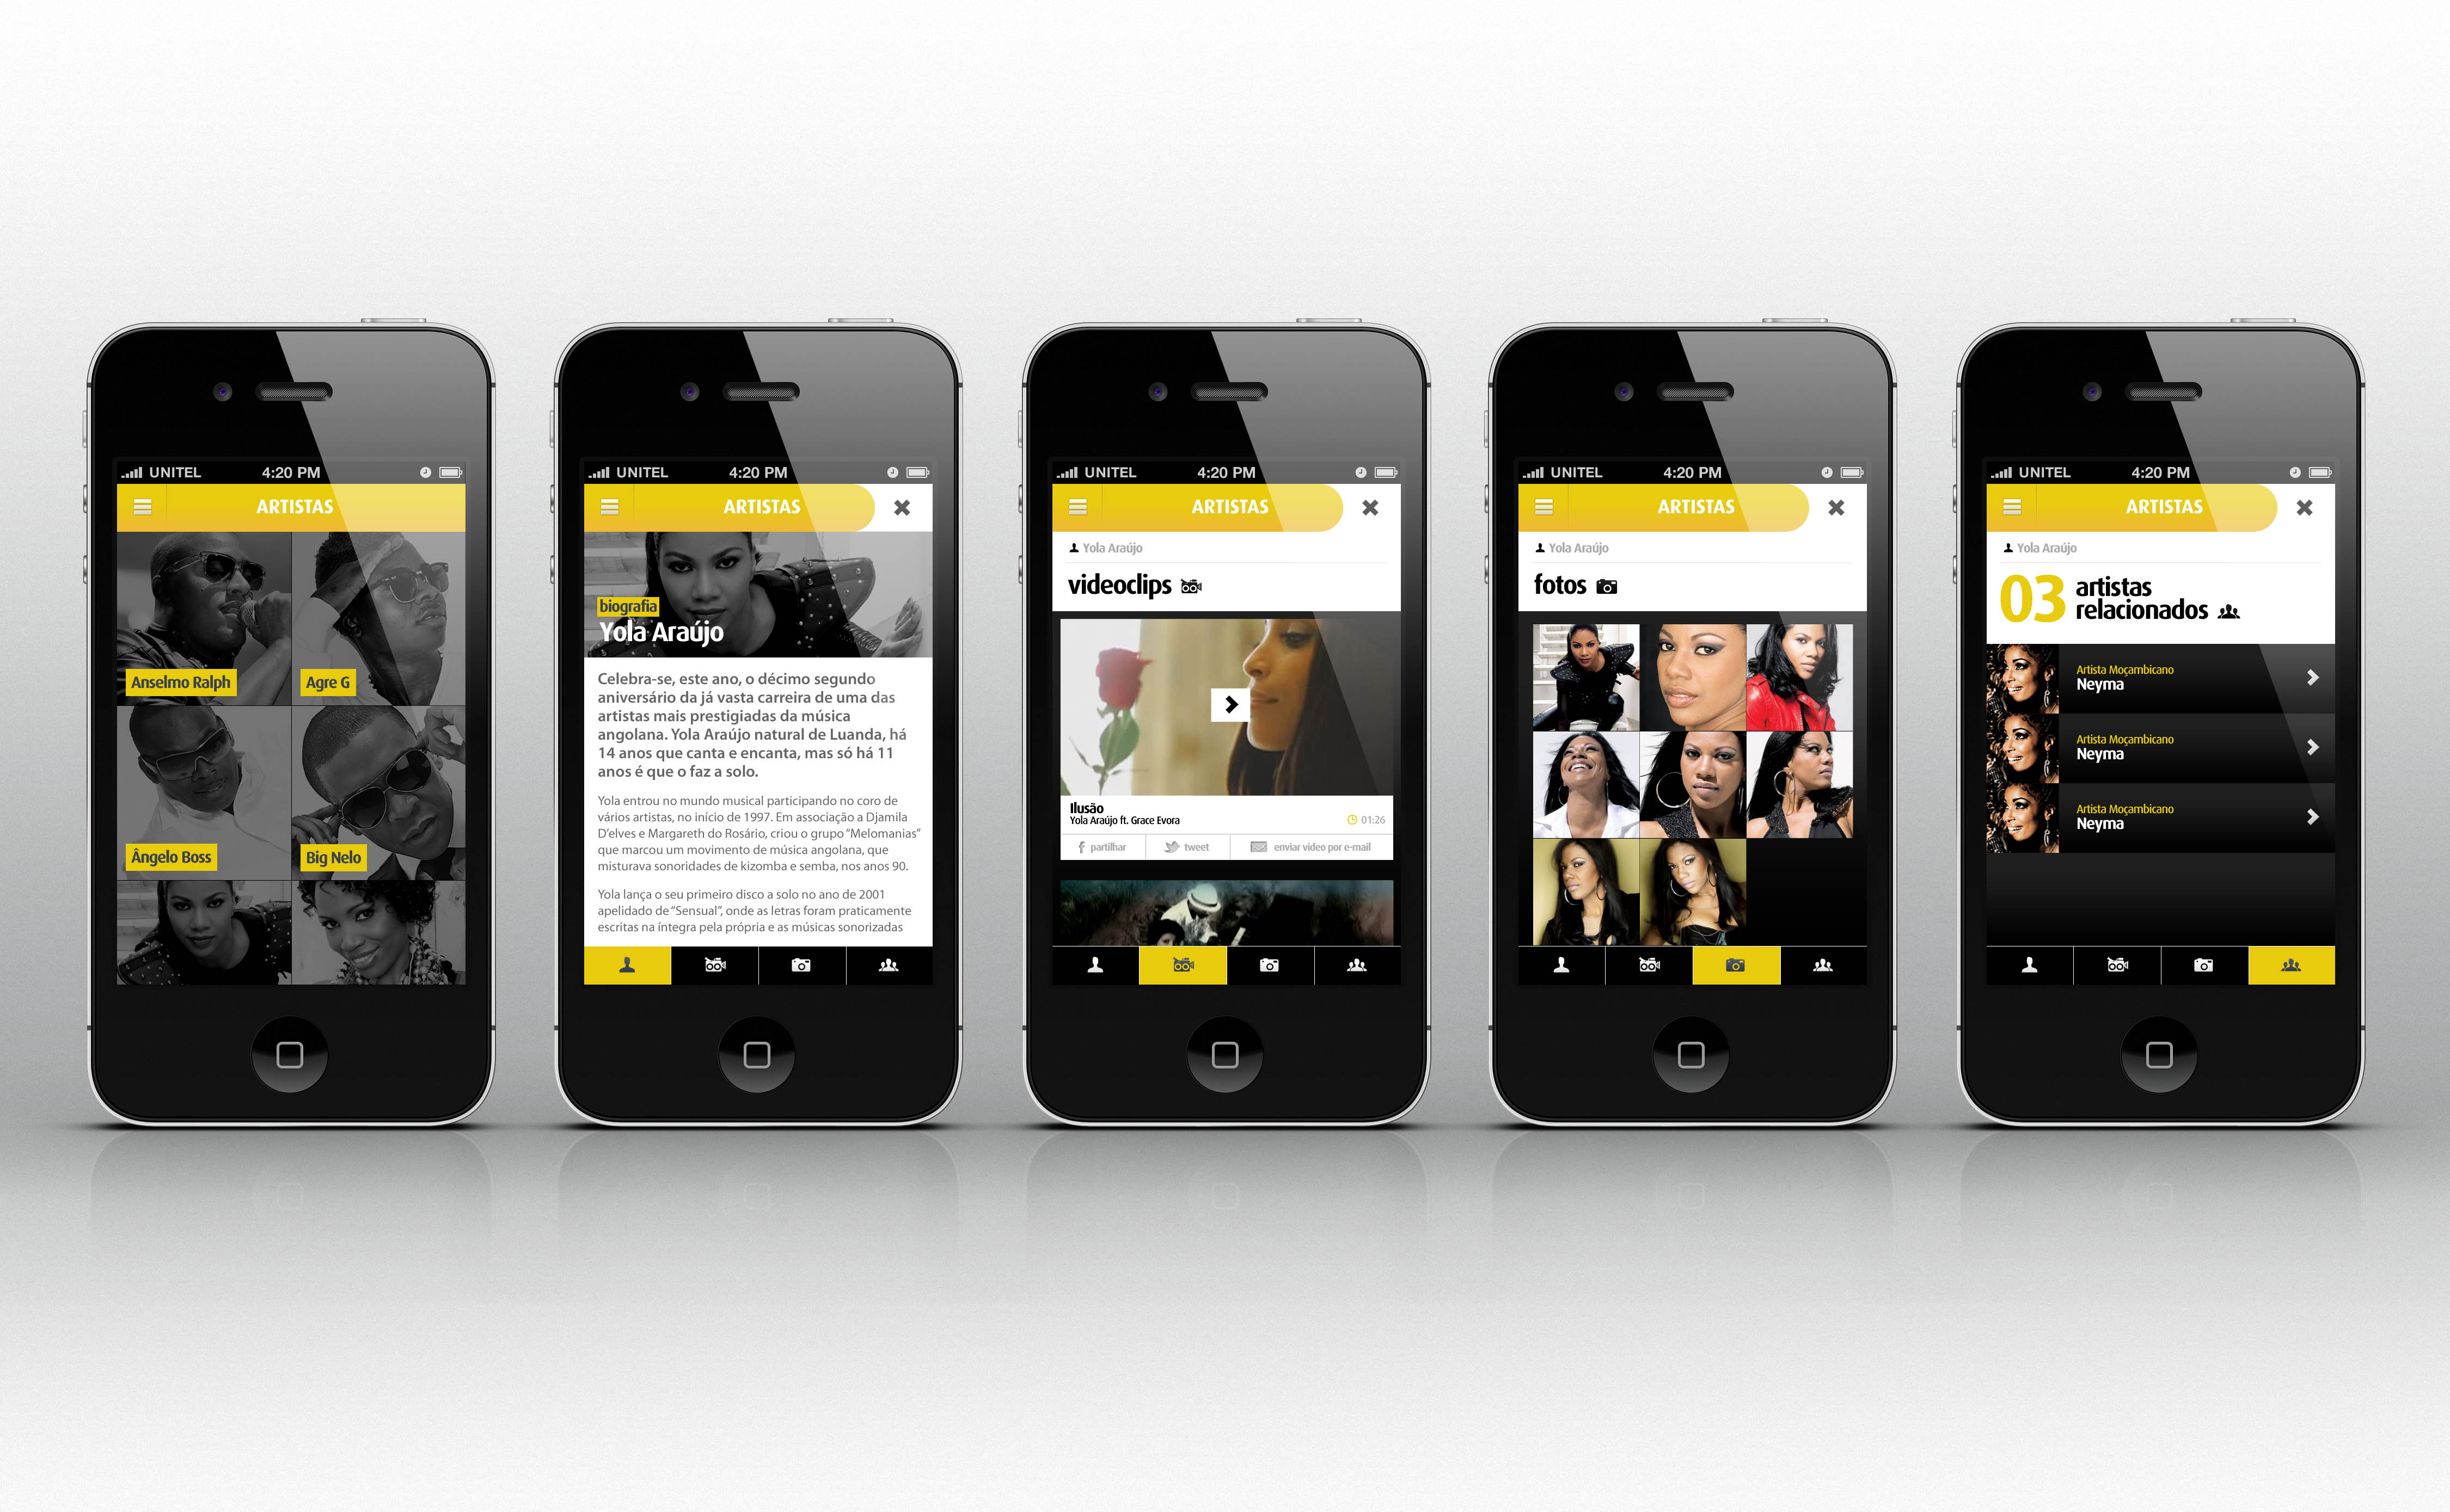 UNITEL 4:20 PM
ARTISTAS
Anselmo Ralph
Agre G
Ângelo Boss
Big Nelo
UNITEL 4:20 PM
ARTISTAS
biografia
Yola Araújo
Celebra-se, este ano, o décimo segundo
aniversário da já vasta carreira de uma das
artistas mais prestigiadas da música
angolana. Yola Araújo natural de Luanda, há
14 anos que canta e encanta, mas só há 11
anos é que o faz a solo.
Yola entrou no mundo musical participando no coro de
vários artistas, no início de 1997. Em associação a Djamila
D'elves e Margareth do Rosário, criou o grupo "Melomanias"
que marcou um movimento de música angolana, que
misturava sonoridades de kizomba e semba, nos anos 90.
Yola lança o seu primeiro disco a solo no ano de 2001
apelidado de "Sensual", onde as letras foram praticamente
escritas na íntegra pela própria e as músicas sonorizadas
UNITEL 4:20 PM
ARTISTAS
Yola Araújo
videoclips
Ilusão
Yola Araújo ft. Grace Evora 01:26
partilhar tweet enviar video por e-mail
UNITEL 4:20 PM
ARTISTAS
Yola Araújo
fotos
UNITEL 4:20 PM
ARTISTAS
Yola Araújo
03 artistas
relacionados
Artista Moçambicano
Neyma
Artista Moçambicano
Neyma
Artista Moçambicano
Neyma